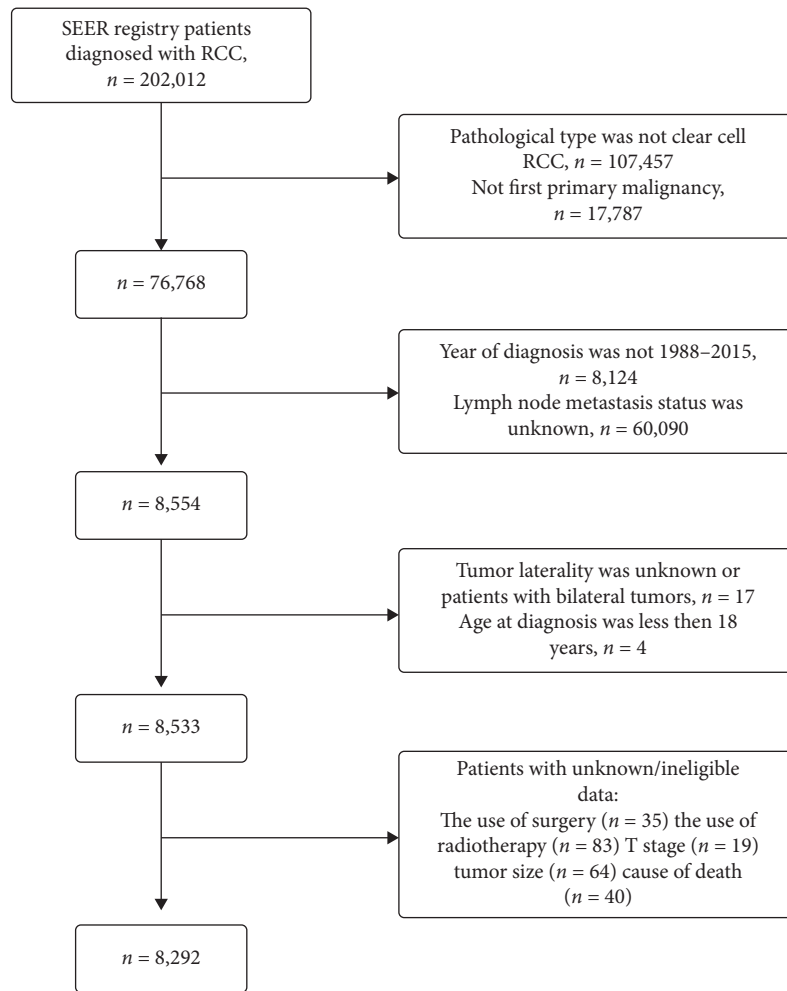 SEER registry patients
diagnosed with RCC,
n = 202,012
Pathological type was not clear cell
RCC, n = 107,457
Not first primary malignancy,
n = 17,787
n = 76,768
Year of diagnosis was not 1988–2015,
n = 8,124
Lymph node metastasis status was
unknown, n = 60,090
n = 8,554
Tumor laterality was unknown or
patients with bilateral tumors, n = 17
Age at diagnosis was less then 18
years, n = 4
n = 8,533
Patients with unknown/ineligible
data:
The use of surgery (n = 35) the use of
radiotherapy (n = 83) T stage (n = 19)
tumor size (n = 64) cause of death
(n = 40)
n = 8,292